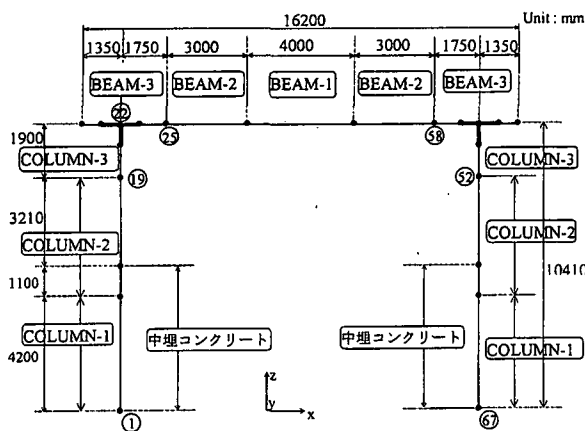 16200
Unit : mm
1350 1750 3000 4000 3000 1750 1350
BEAM-3 BEAM-2 BEAM-1 BEAM-2 BEAM-3
22
25
58
1900
COLUMN-3
COLUMN-3
19
52
3210
COLUMN-2
COLUMN-2
10410
1100
4200
COLUMN-1
中埋コンクリート
中埋コンクリート
COLUMN-1
z
y
x
1
67